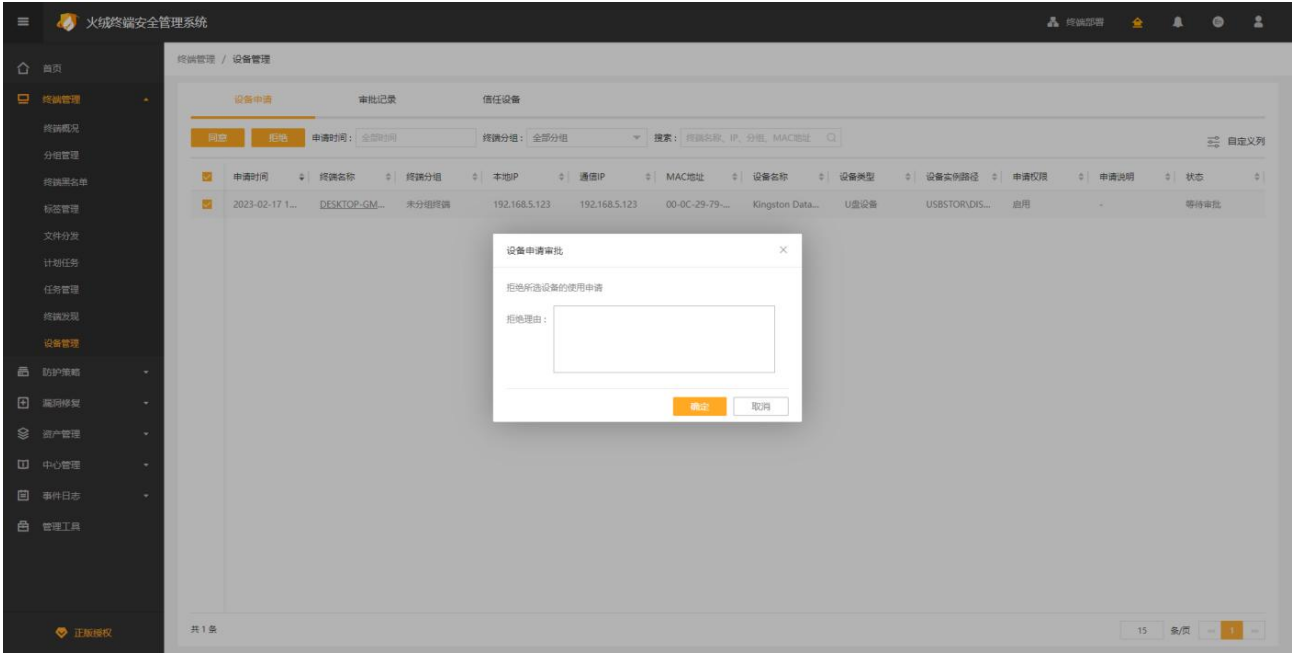 火绒终端安全管理系统
终端部署
终端管理 / 设备管理
首页
终端管理
终端概况
分组管理
终端黑名单
标签管理
文件分发
计划任务
任务管理
终端发现
设备管理
防护策略
漏洞修复
资产管理
中心管理
事件日志
管理工具
正版授权
设备申请 审批记录 信任设备
同意 拒绝 申请时间： 全部时间 终端分组： 全部分组 搜索： 终端名称、IP、分组、MAC地址 自定义列
申请时间 终端名称 终端分组 本地IP 通信IP MAC地址 设备名称 设备类型 设备实例路径 申请权限 申请说明 状态
2023-02-17 1... DESKTOP-GM... 未分组终端 192.168.5.123 192.168.5.123 00-0C-29-79-... Kingston Data... U盘设备 USBSTOR\DIS... 启用 - 等待审批
设备申请审批
拒绝所选设备的使用申请
拒绝理由：
确定 取消
共 1 条 15 条/页 1